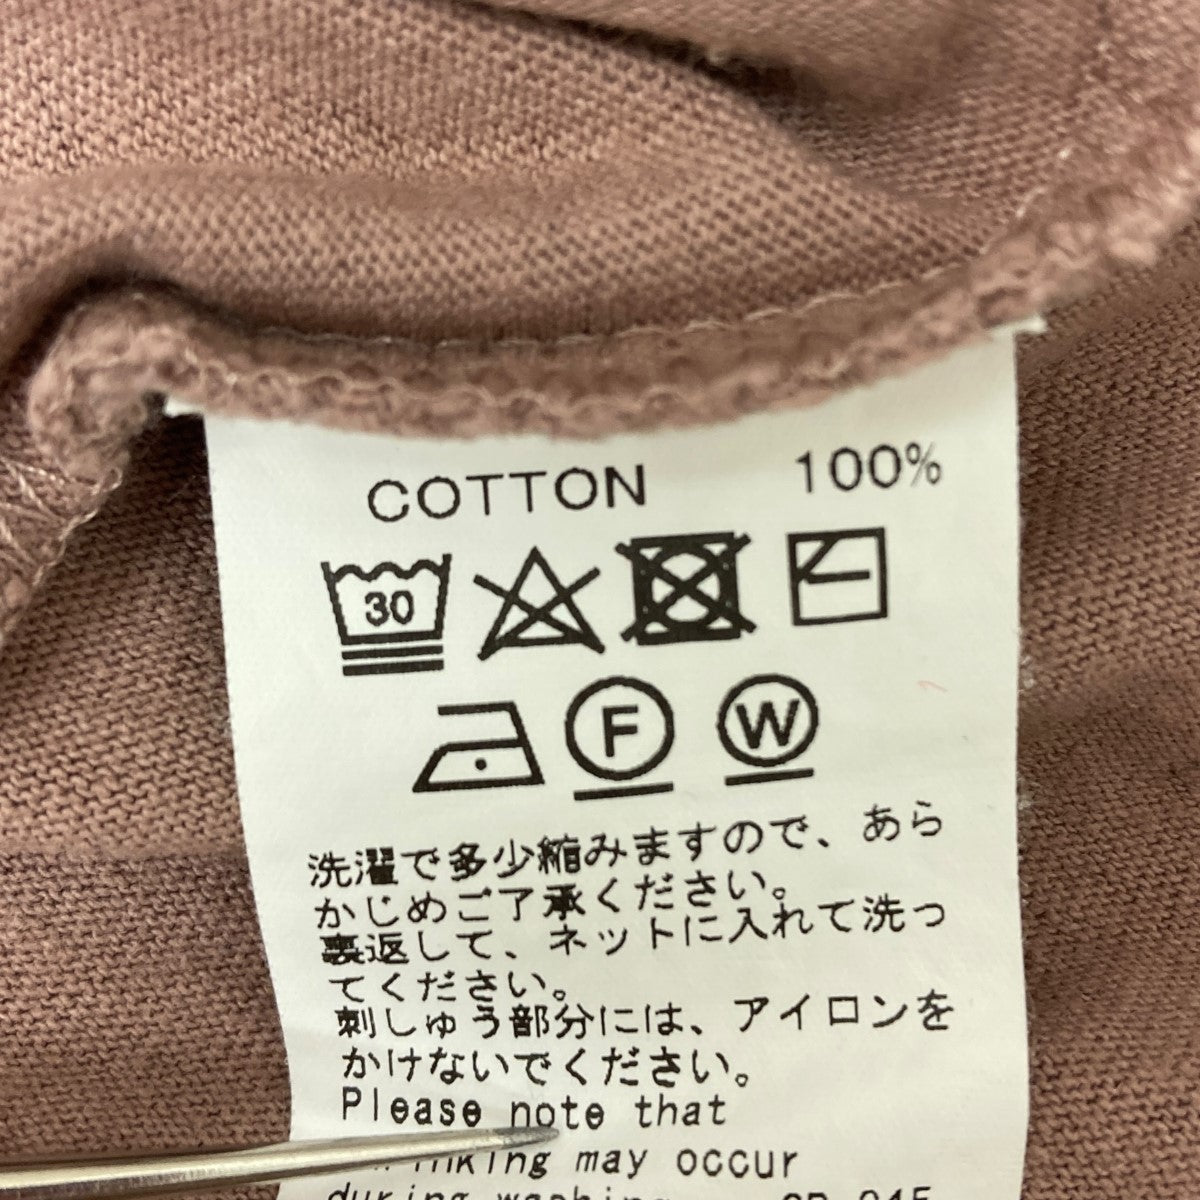 COTTON 100%
30
F W
洗濯で多少縮みますので、あら
かじめご了承ください。
裏返して、ネットに入れて洗っ
てください。
刺しゅう部分には、アイロンを
かけないでください。
Please note that
may occur
during washing